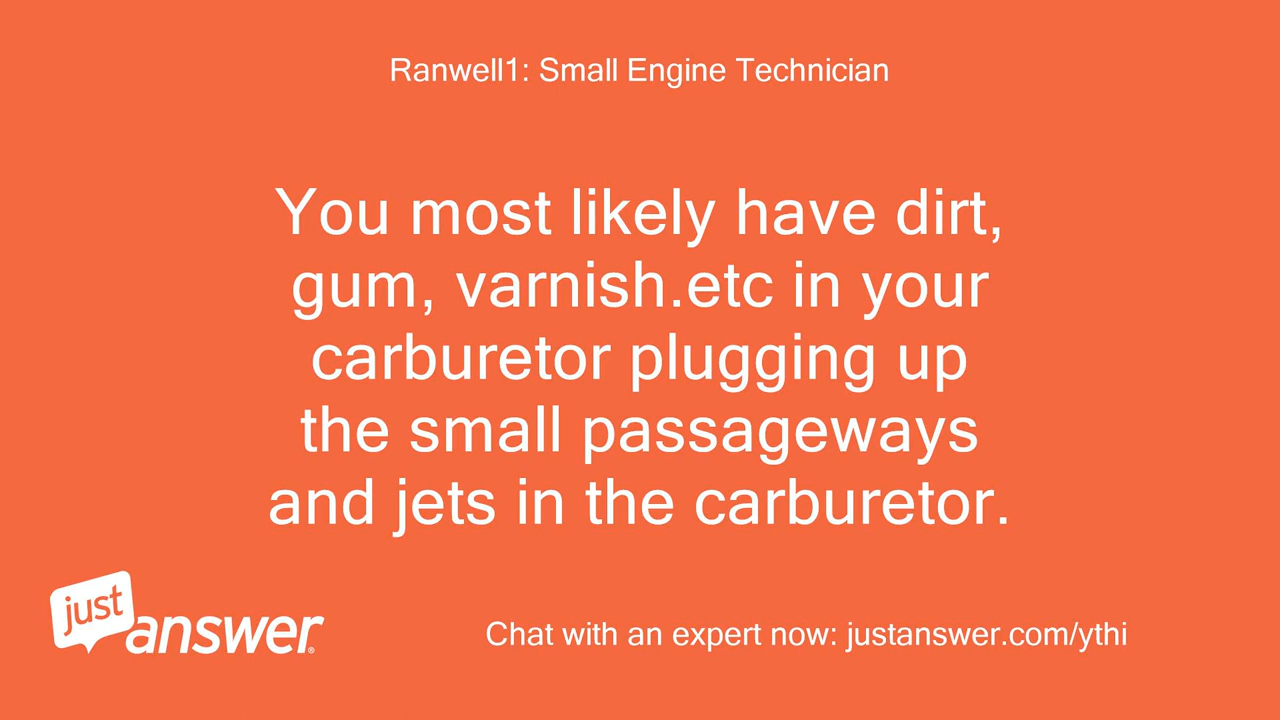 Ranwell1: Small Engine Technician
You most likely have dirt,
gum, varnish.etc in your
carburetor plugging up
the small passageways
and jets in the carburetor.
just
answer®
Chat with an expert now: justanswer.com/ythi